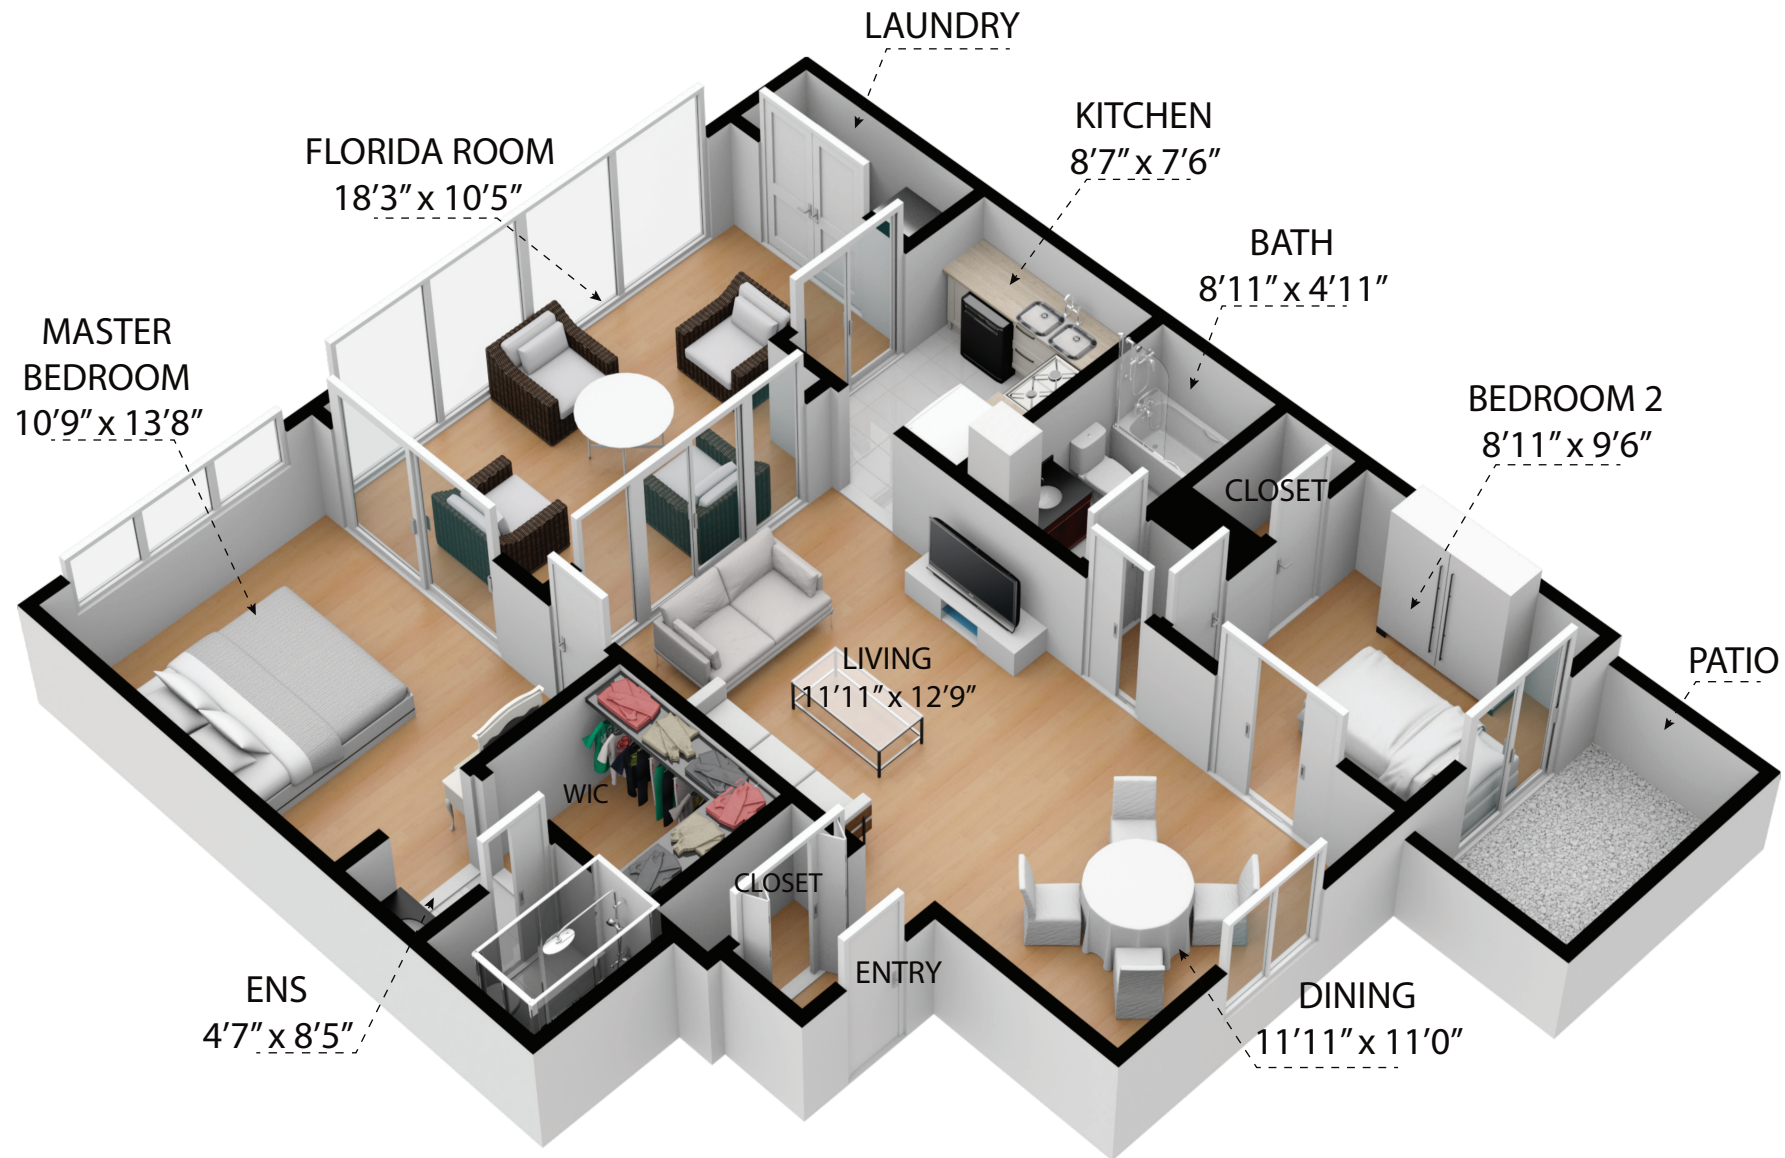 LAUNDRY
KITCHEN
8’7” x 7’6”
FLORIDA ROOM
18’3” x 10’5”
BATH
8’11” x 4’11”
MASTER
BEDROOM
10’9” x 13’8”
BEDROOM 2
8’11” x 9’6”
CLOSET
LIVING
11’11” x 12’9”
PATIO
WIC
CLOSET
ENTRY
ENS
4’7” x 8’5”
DINING
11’11” x 11’0”